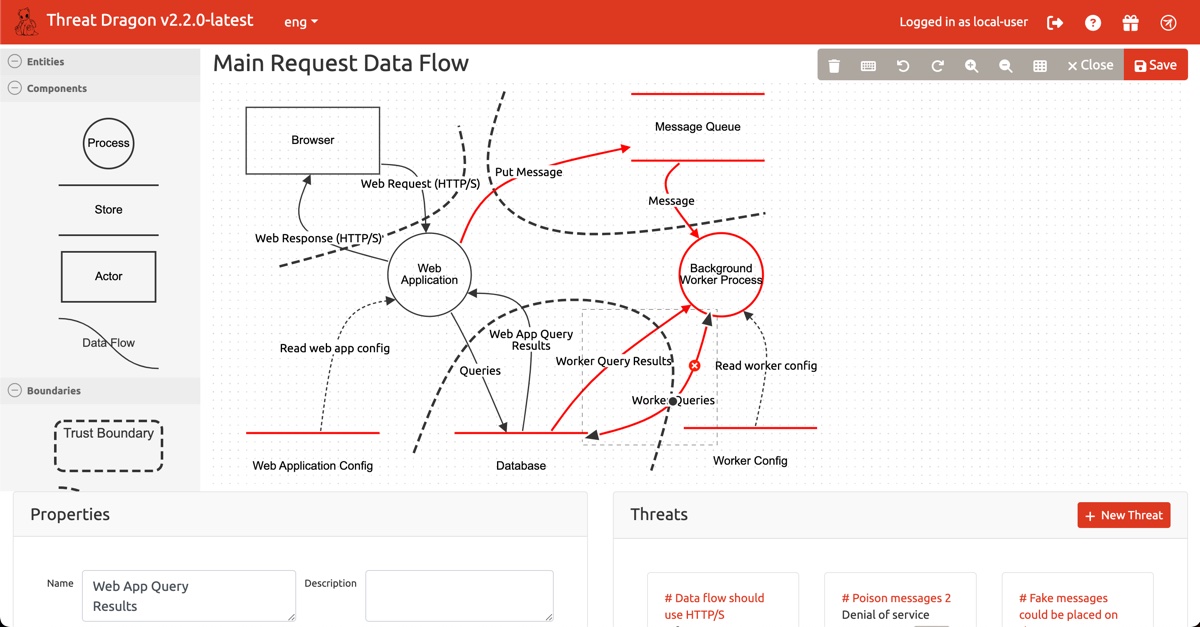 Threat Dragon v2.2.0-latest
eng
Logged in as local-user
Entities
Components
Process
Store
Actor
Data Flow
Boundaries
Trust Boundary
Main Request Data Flow
Close
Save
Browser
Message Queue
Put Message
Web Request (HTTP/S)
Message
Web Response (HTTP/S)
Web
Application
Background
Worker Process
Read web app config
Web App Query
Results
Queries
Worker Query Results
Read worker config
Worker Queries
Web Application Config
Database
Worker Config
Properties
Name
Web App Query
Results
Description
Threats
New Threat
# Data flow should
use HTTP/S
# Poison messages 2
Denial of service
# Fake messages
could be placed on